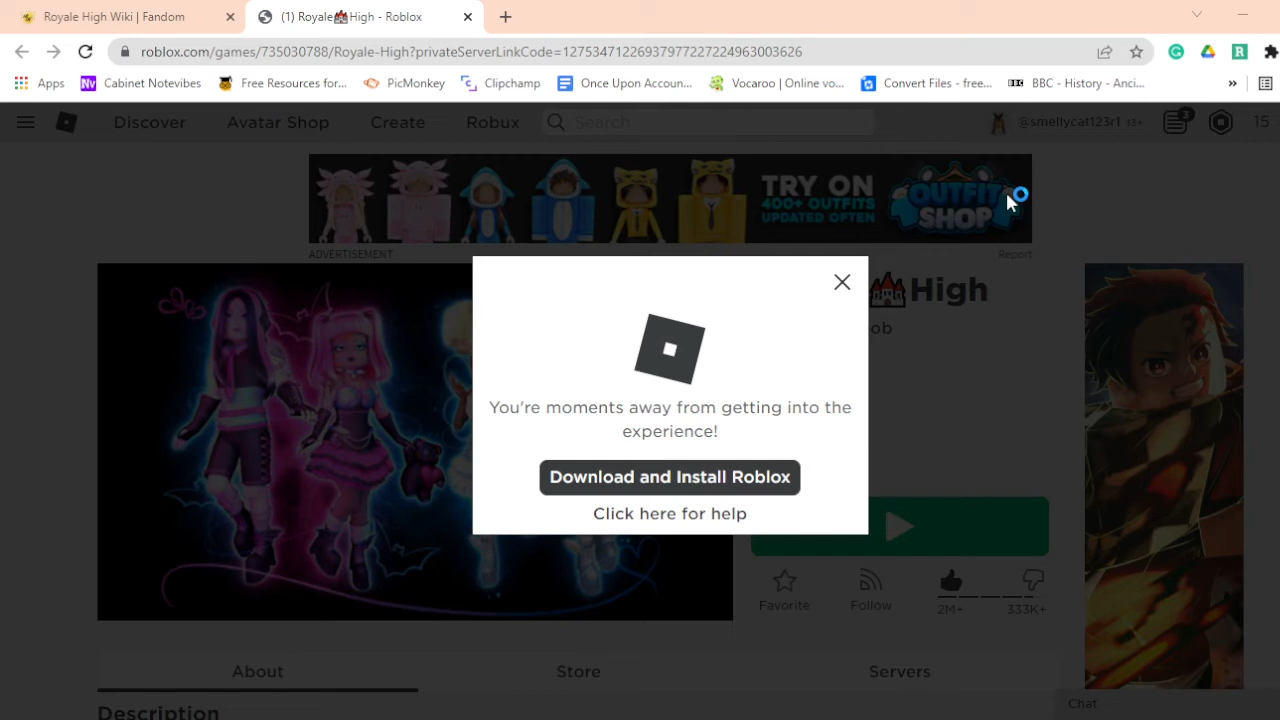 Royale High Wiki | Fandom
(1) Royale🏰High - Roblox
roblox.com/games/735030788/Royale-High?privateServerLinkCode=12753471226937977227224963003626
Apps
Nv Cabinet Notevibes
Free Resources for...
PicMonkey
Clipchamp
Once Upon Accoun...
Vocaroo | Online vo...
Convert Files - free...
BBC BBC - History - Anci...
»
Discover
Avatar Shop
Create
Robux
Search
@smellycat123r1 13+
3
15
TRY ON
400+ OUTFITS
UPDATED OFTEN
OUTFIT
SHOP
ADVERTISEMENT
Report
🏰High
ob
You're moments away from getting into the
experience!
Download and Install Roblox
Click here for help
Favorite
Follow
2M+
333K+
About
Store
Servers
Chat
Description